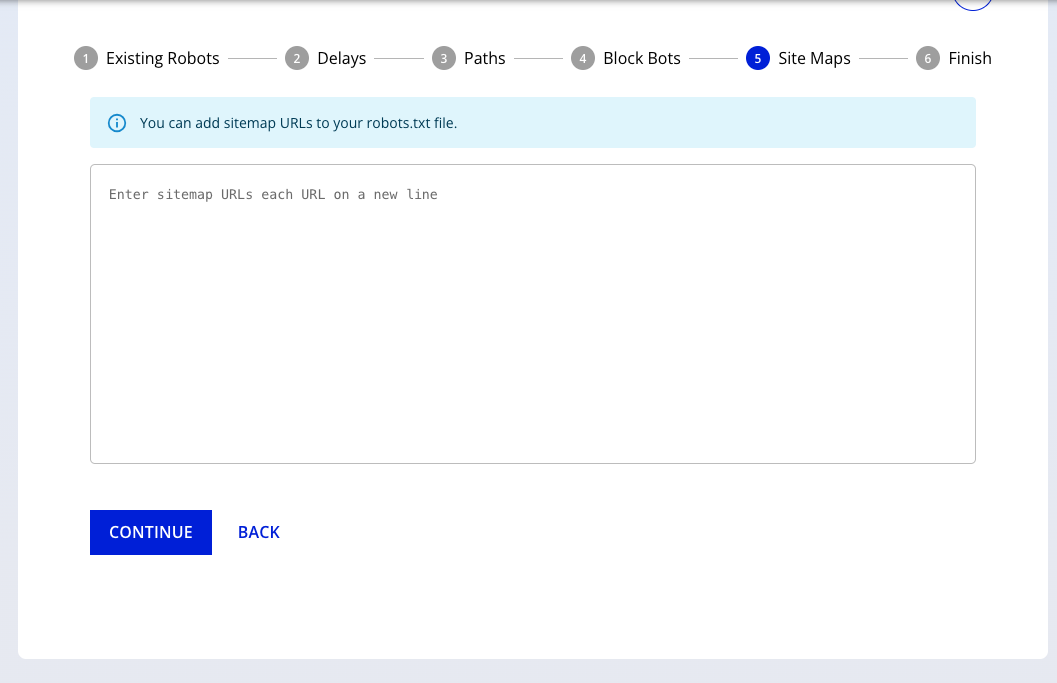 1 Existing Robots 2 Delays 3 Paths 4 Block Bots 5 Site Maps 6 Finish
You can add sitemap URLs to your robots.txt file.
Enter sitemap URLs each URL on a new line
CONTINUE BACK